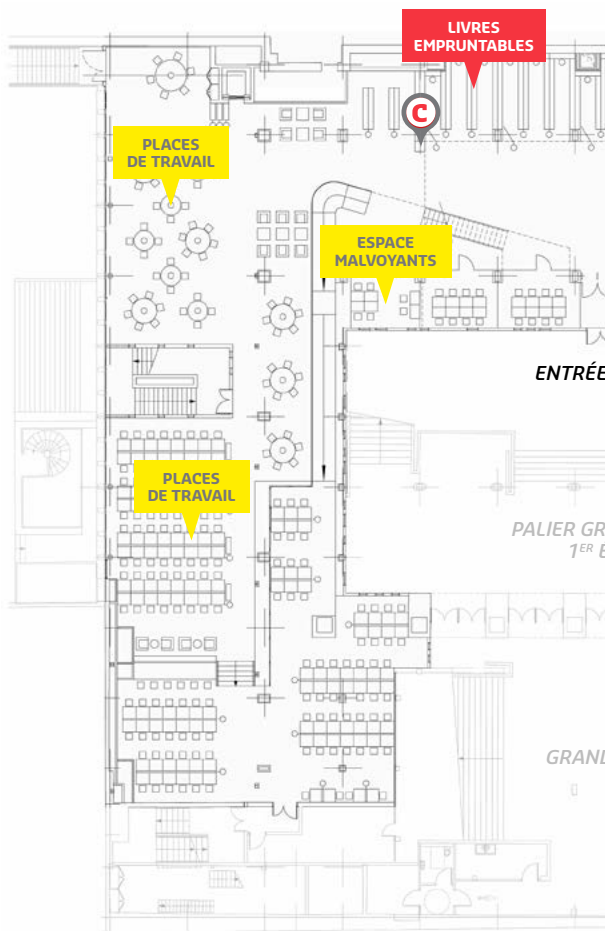 LIVRES
EMPRUNTABLES
C
PLACES
DE TRAVAIL
ESPACE
MALVOYANTS
ENTRÉE
PLACES
DE TRAVAIL
PALIER GR
1ER E
GRAND